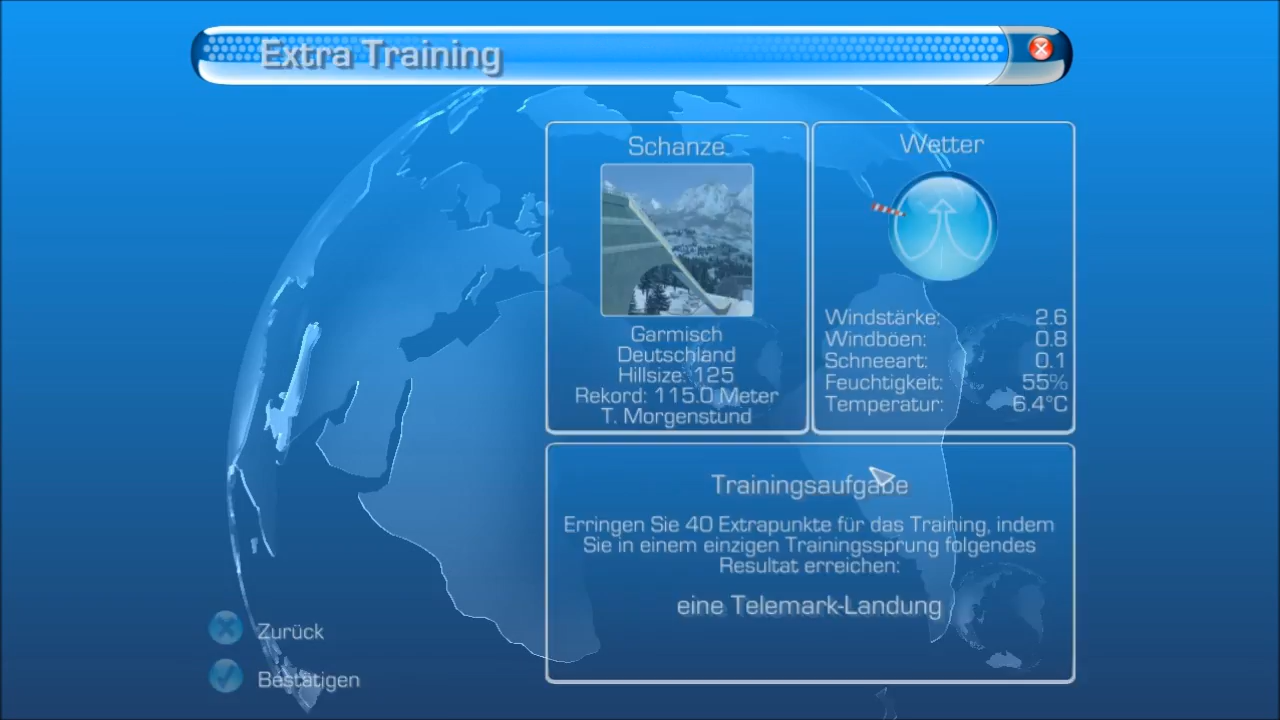 Extra Training
Schanze
Garmisch
Deutschland
Hillsize: 125
Rekord: 115.0 Meter
T. Morgenstund
Wetter
Windstärke: 2.6
Windböen: 0.8
Schneeart: 0.1
Feuchtigkeit: 55%
Temperatur: 6.4°C
Trainingsaufgabe
Erringen Sie 40 Extrapunkte für das Training, indem
Sie in einem einzigen Trainingssprung folgendes
Resultat erreichen:
eine Telemark-Landung
Zurück
Bestätigen